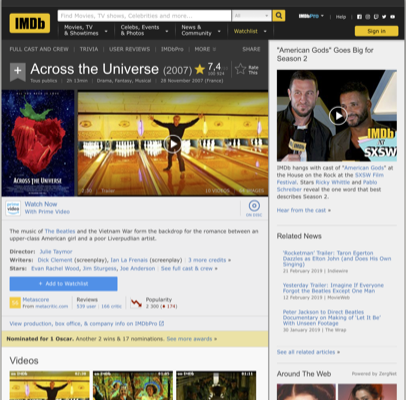 IMDb
Find Movies, TV shows, Celebrities and more...
IMDbPro
Help
Movies, TV
& Showtimes
Celebs, Events
& Photos
News &
Community
Watchlist
Sign in
FULL CAST AND CREW | TRIVIA | USER REVIEWS | IMDbPro | MORE
SHARE
Across the Universe (2007)
7,4
Rate
This
Tous publics | 2h 13min | Drama, Fantasy, Musical | 28 November 2007 (France)
ACROSS THE UNIVERSE
Trailer
Watch Now
With Prime Video
ON DISC
The music of The Beatles and the Vietnam War form the backdrop for the romance between an
upper-class American girl and a poor Liverpudlian artist.
Director: Julie Taymor
Writers: Dick Clement (screenplay), Ian La Frenais (screenplay) | 3 more credits »
Stars: Evan Rachel Wood, Jim Sturgess, Joe Anderson | See full cast & crew »
+ Add to Watchlist
Metascore
From metacritic.com
Reviews
539 user | 168 critic
Popularity
2 300 (174)
View production, box office, & company info on IMDbPro
Nominated for 1 Oscar. Another 2 wins & 17 nominations. See more awards »
Videos
"American Gods" Goes Big for
Season 2
IMDb
at
SXSW
IMDb hangs with cast of "American Gods" at
the House on the Rock at the SXSW Film
Festival. Stars Ricky Whittle and Pablo
Schreiber reveal the one word that best
describes Season 2.
Hear from the cast »
Related News
'Rocketman' Trailer: Taron Egerton
Dazzles as Elton (and Does His Own
Singing)
21 February 2019 | Indiewire
Yesterday Trailer: Imagine If Everyone
Forgot the Beatles Except One Man
12 February 2019 | MovieWeb
Peter Jackson to Direct Beatles
Documentary on Making of 'Let It Be'
With Unseen Footage
30 January 2019 | The Wrap
See all related articles »
Around The Web
Powered by ZergNet